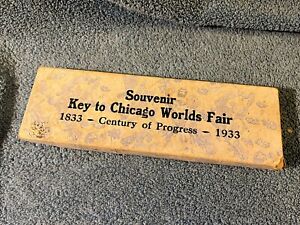 Souvenir
Key to Chicago Worlds Fair
1833 - Century of Progress - 1933